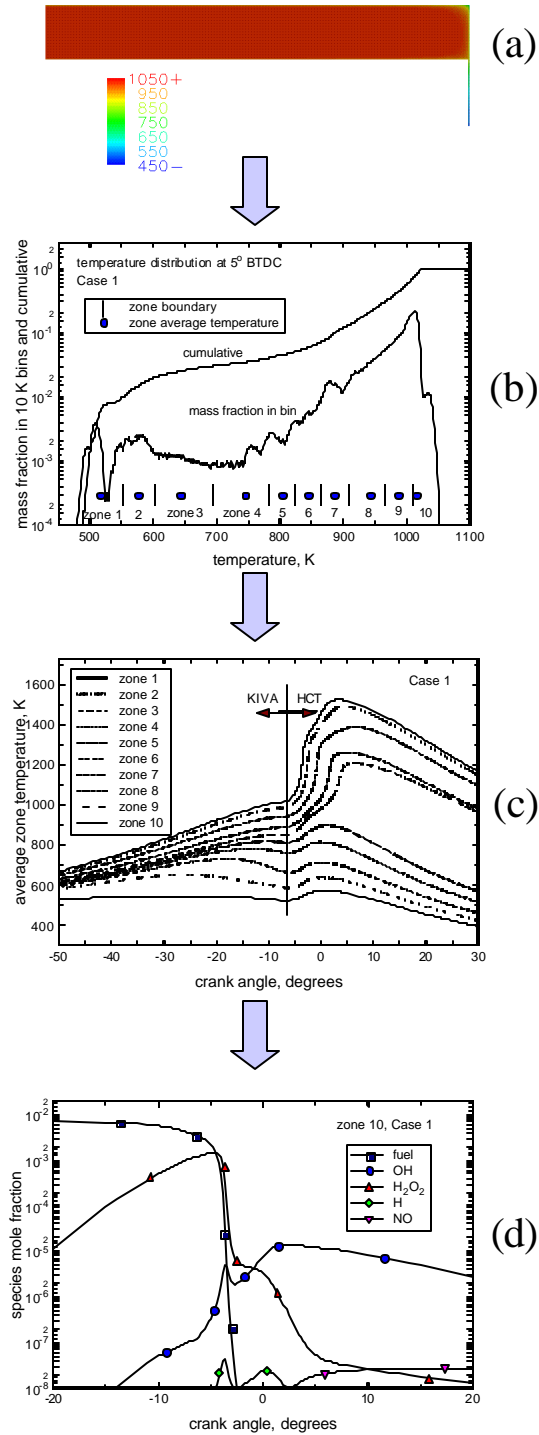 (a)
1050+
950
850
750
650
550
450−
(b)
temperature distribution at 5° BTDC
Case 1
zone boundary
zone average temperature
cumulative
mass fraction in bin
mass fraction in 10 K bins and cumulative
2
10^0
2
10^-1
2
10^-2
2
10^-3
2
10^-4
zone 1 2 zone 3 zone 4 5 6 7 8 9 10
500 600 700 800 900 1000 1100
temperature, K
(c)
zone 1
zone 2
zone 3
zone 4
zone 5
zone 6
zone 7
zone 8
zone 9
zone 10
KIVA HCT
Case 1
average zone temperature, K
1600
1400
1200
1000
800
600
400
-50 -40 -30 -20 -10 0 10 20 30
crank angle, degrees
(d)
zone 10, Case 1
fuel
OH
H₂O₂
H
NO
species mole fraction
2
10^-2
2
10^-3
2
10^-4
2
10^-5
2
10^-6
2
10^-7
2
10^-8
-20 -10 0 10 20
crank angle, degrees